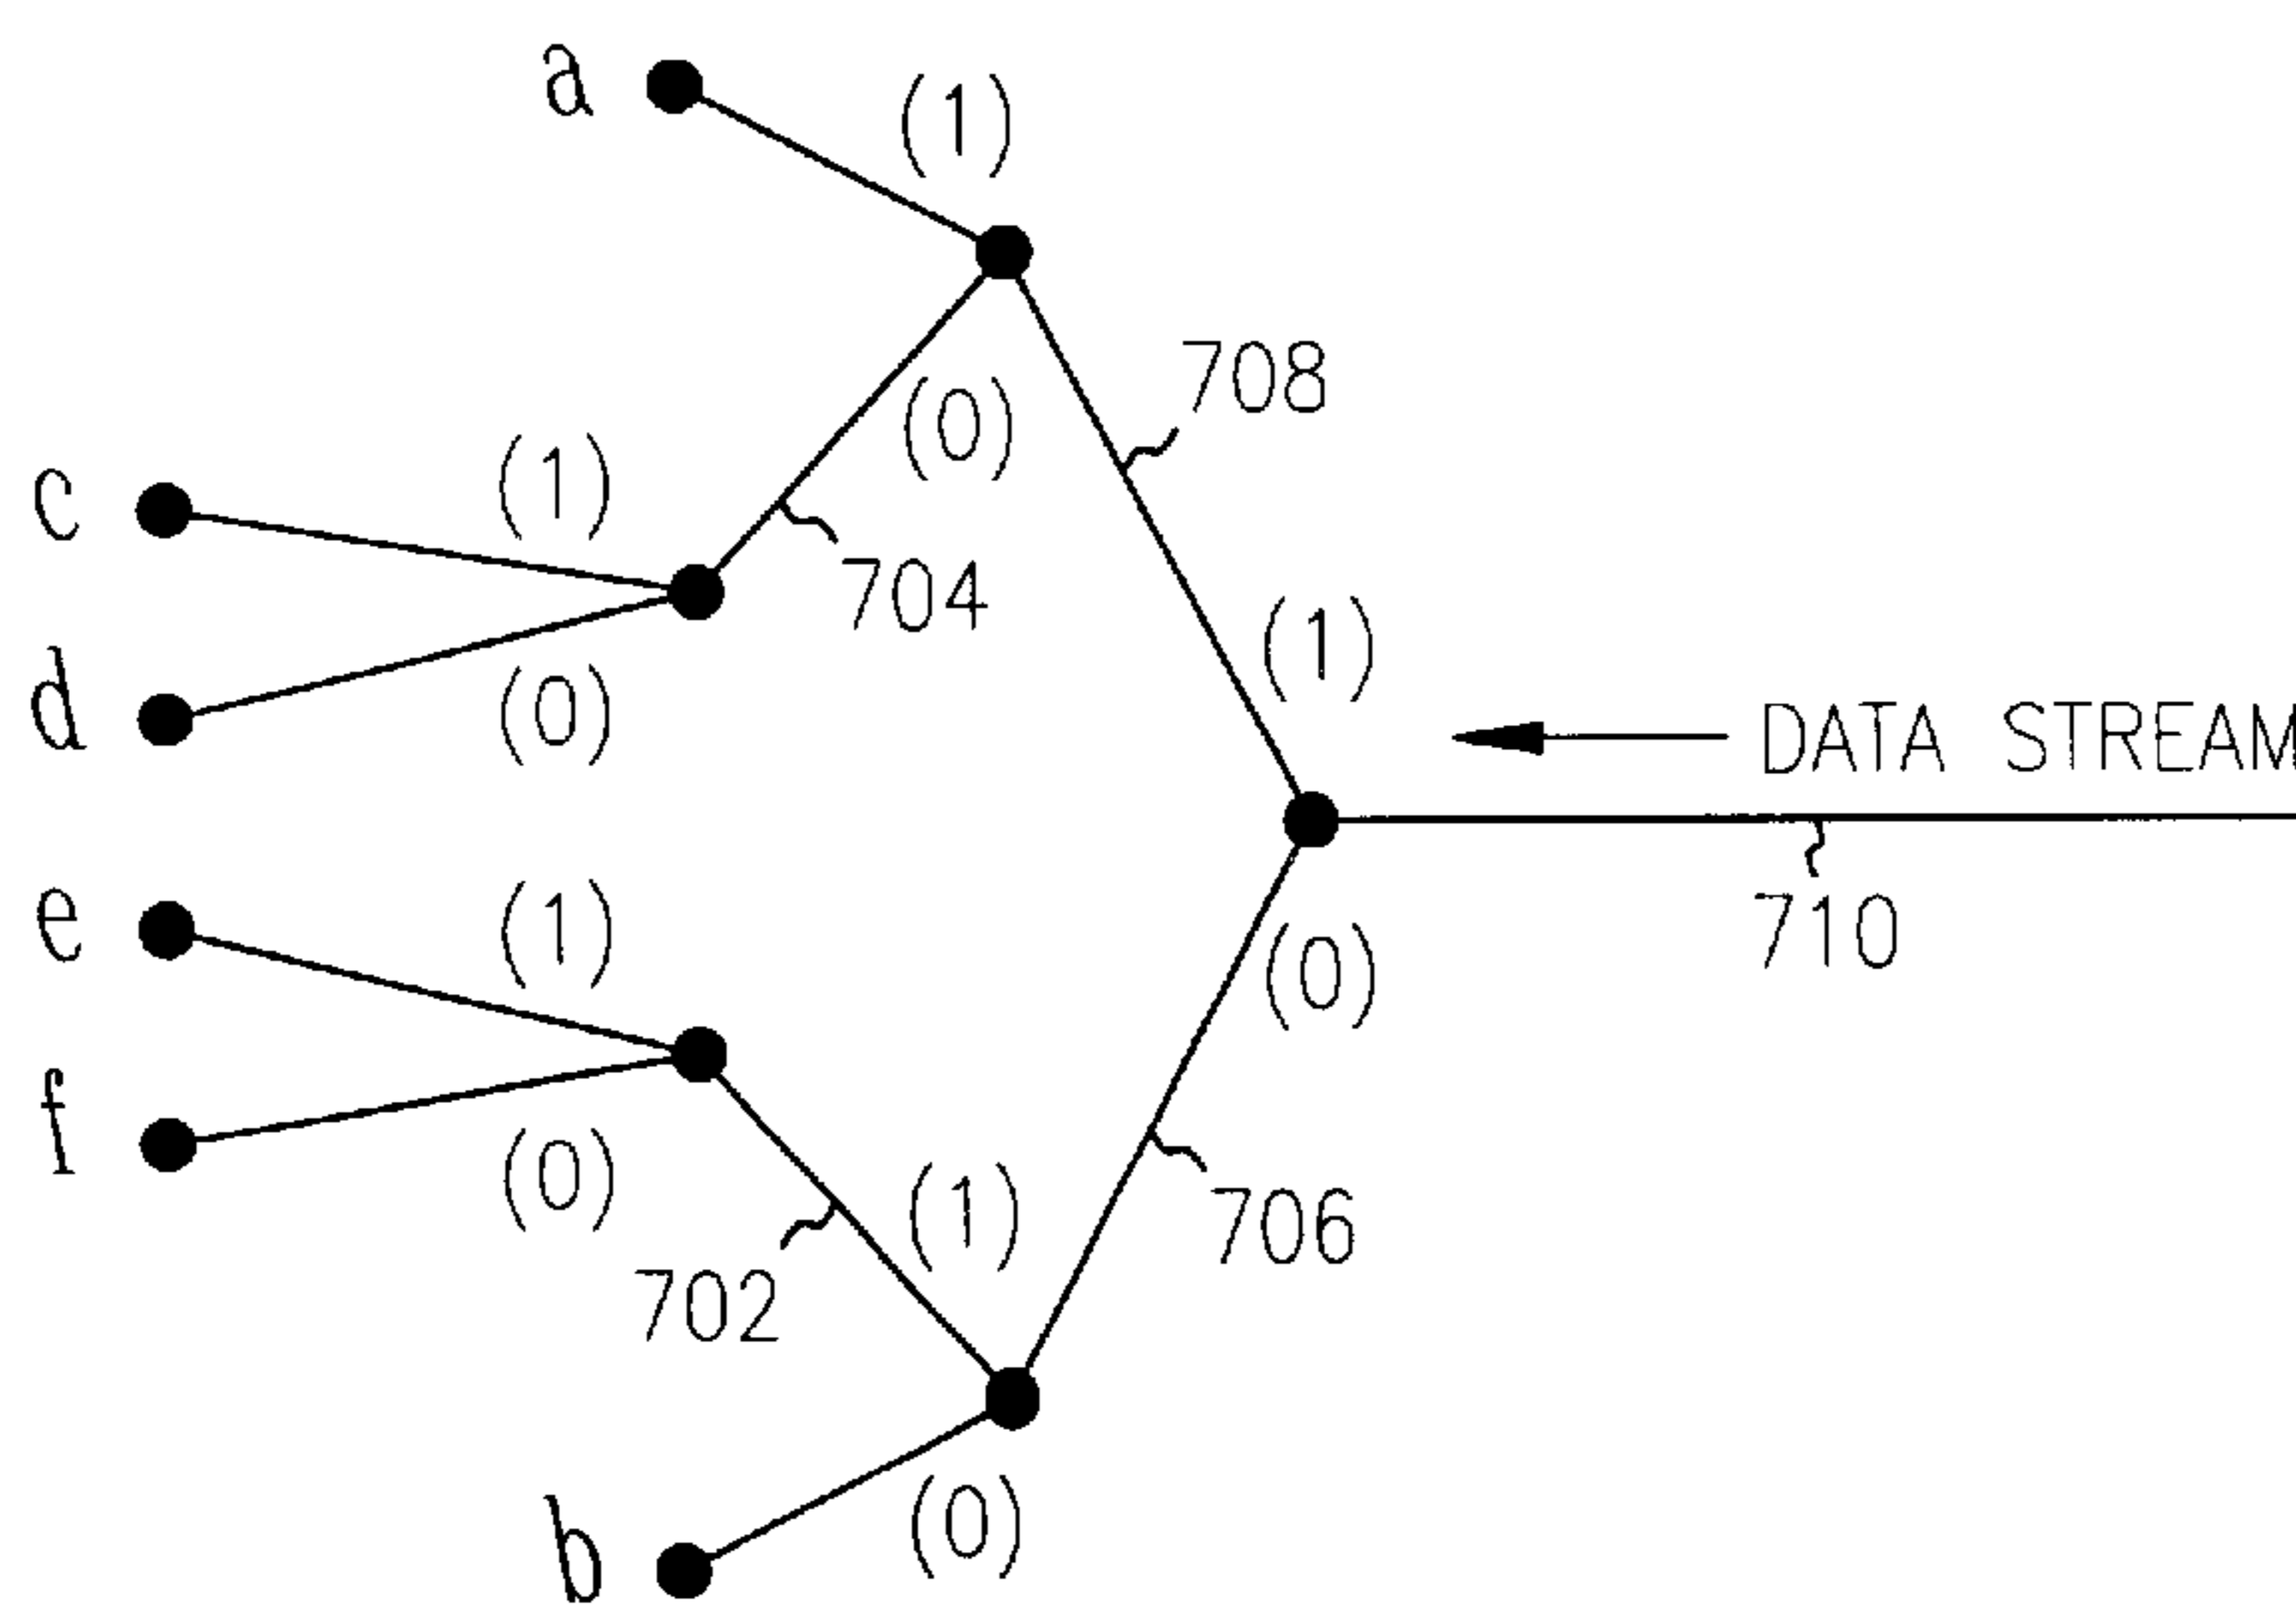 a
(1)
708
(0)
c
(1)
704
(1)
d
(0)
DATA STREAM
e
(1)
(0)
710
f
(0)
(1)
706
702
b
(0)